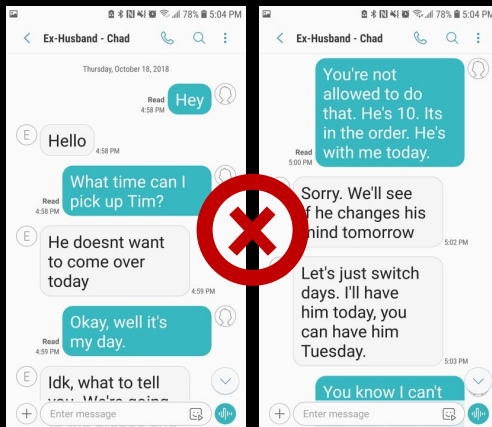 78% 5:04 PM
Ex-Husband - Chad
Thursday, October 18, 2018
Hey
Read
4:58 PM
E
Hello
4:58 PM
What time can I
pick up Tim?
Read
4:58 PM
E
He doesnt want
to come over
today
4:59 PM
Okay, well it's
my day.
Read
4:59 PM
E
Idk, what to tell
you. We're going
Enter message
78% 5:04 PM
Ex-Husband - Chad
You're not
allowed to do
that. He's 10. Its
in the order. He's
with me today.
Read
5:00 PM
Sorry. We'll see
if he changes his
mind tomorrow
5:02 PM
Let's just switch
days. I'll have
him today, you
can have him
Tuesday.
5:03 PM
You know I can't
Enter message